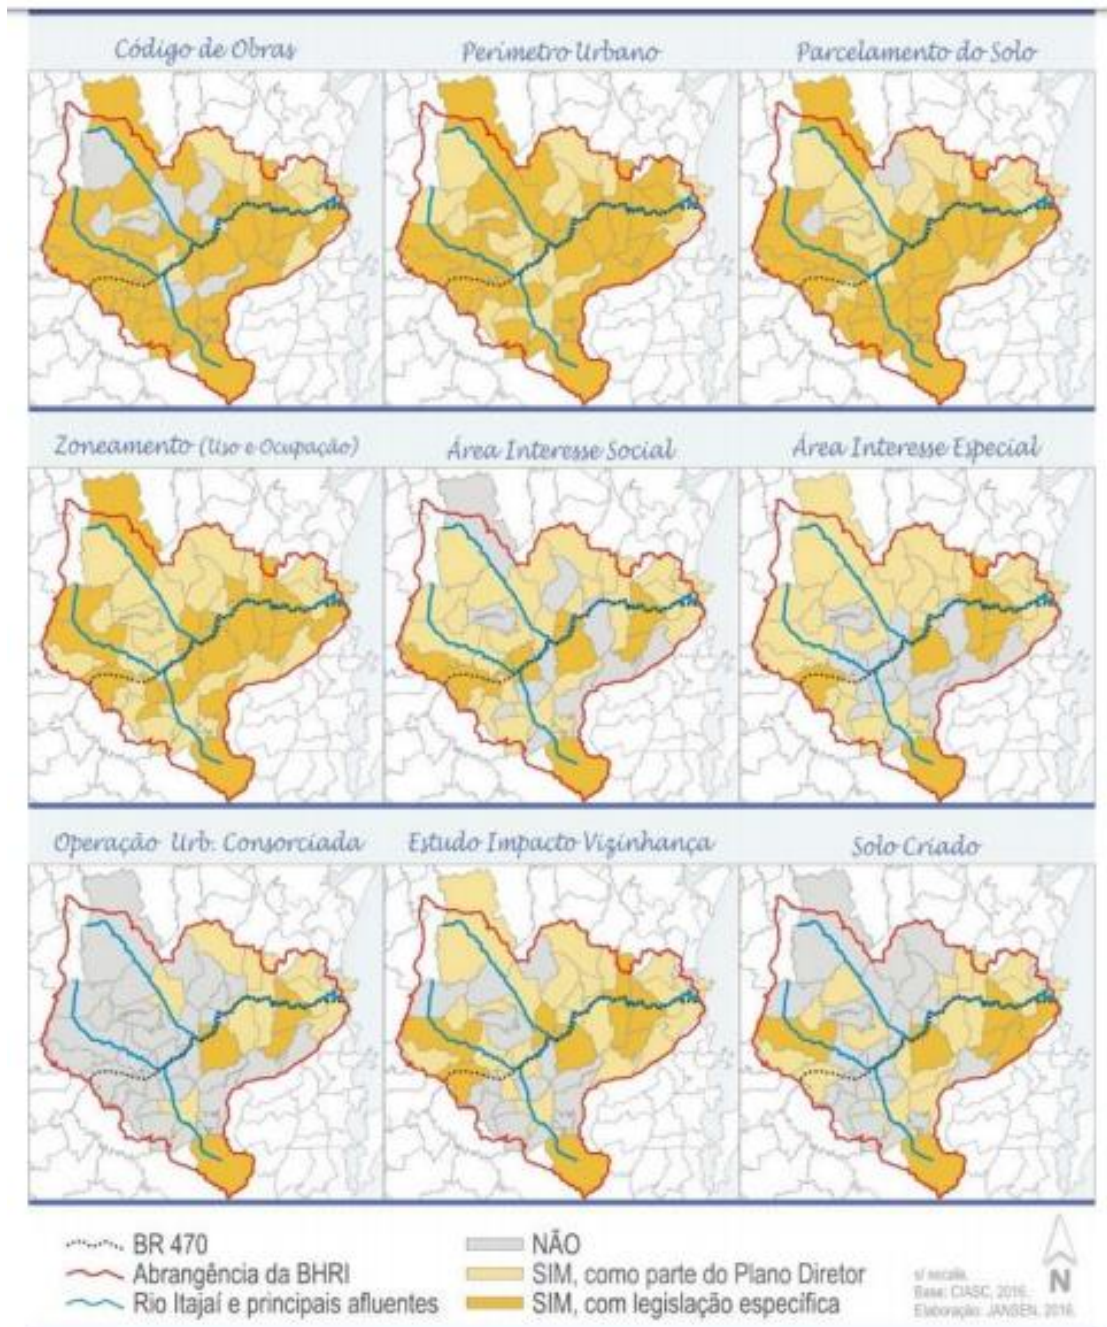 Código de Obras
Perímetro Urbano
Parcelamento do Solo
Zoneamento (Uso e Ocupação)
Área Interesse Social
Área Interesse Especial
Operação Urb. Consorciada
Estudo Impacto Vizinhança
Solo Criado
BR 470
Abrangência da BHRI
Rio Itajaí e principais afluentes
NÃO
SIM, como parte do Plano Diretor
SIM, com legislação específica
s/ escala.
Base: CIASC, 2016.
Elaboração: JANSEN, 2016.
N